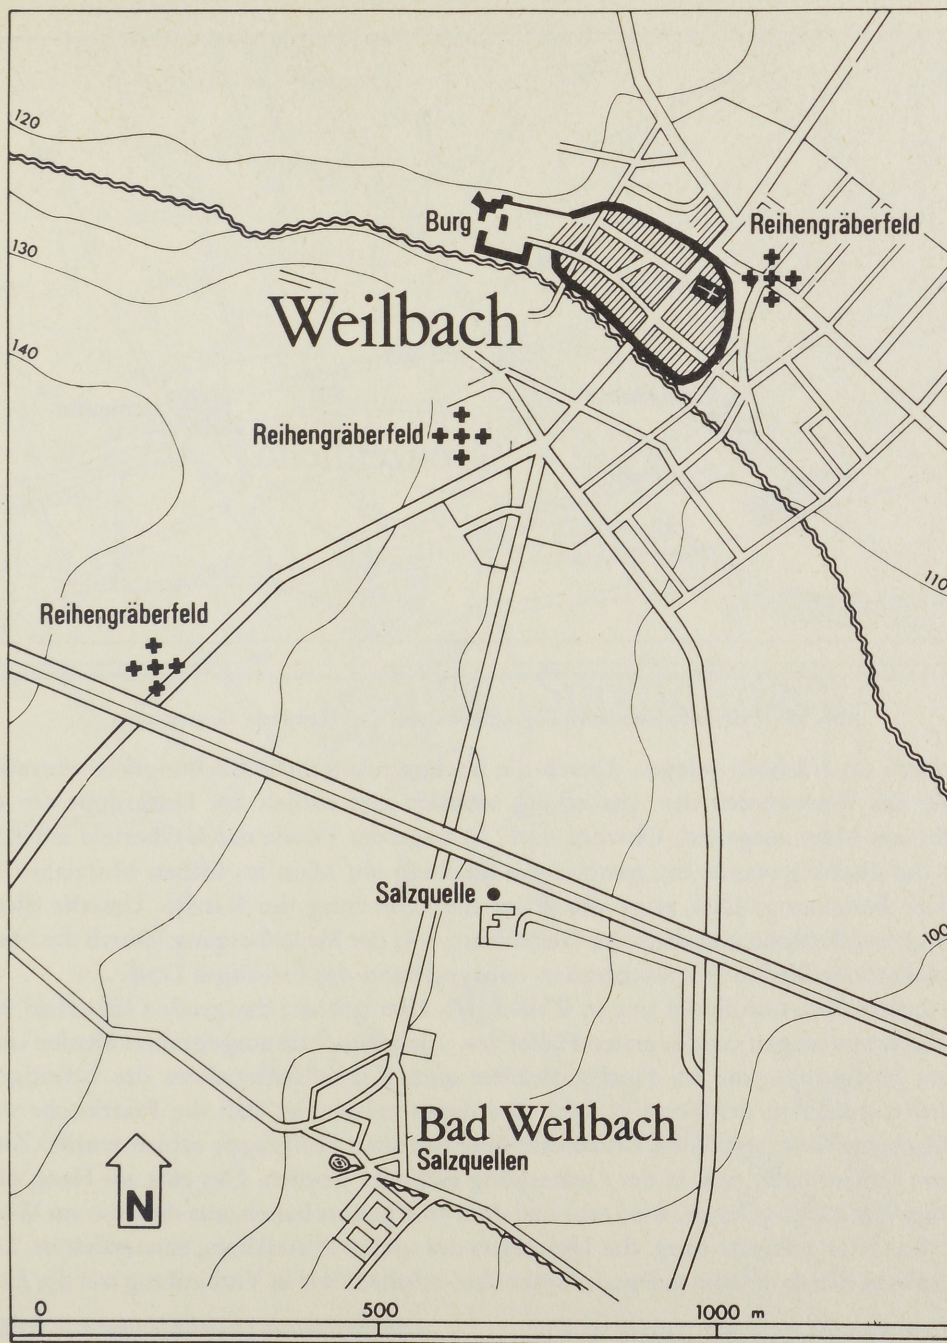 120
Burg
Reihengräberfeld
130
Weilbach
140
Reihengräberfeld
110
Reihengräberfeld
Salzquelle
100
Bad Weilbach
Salzquellen
N
0 500 1000 m